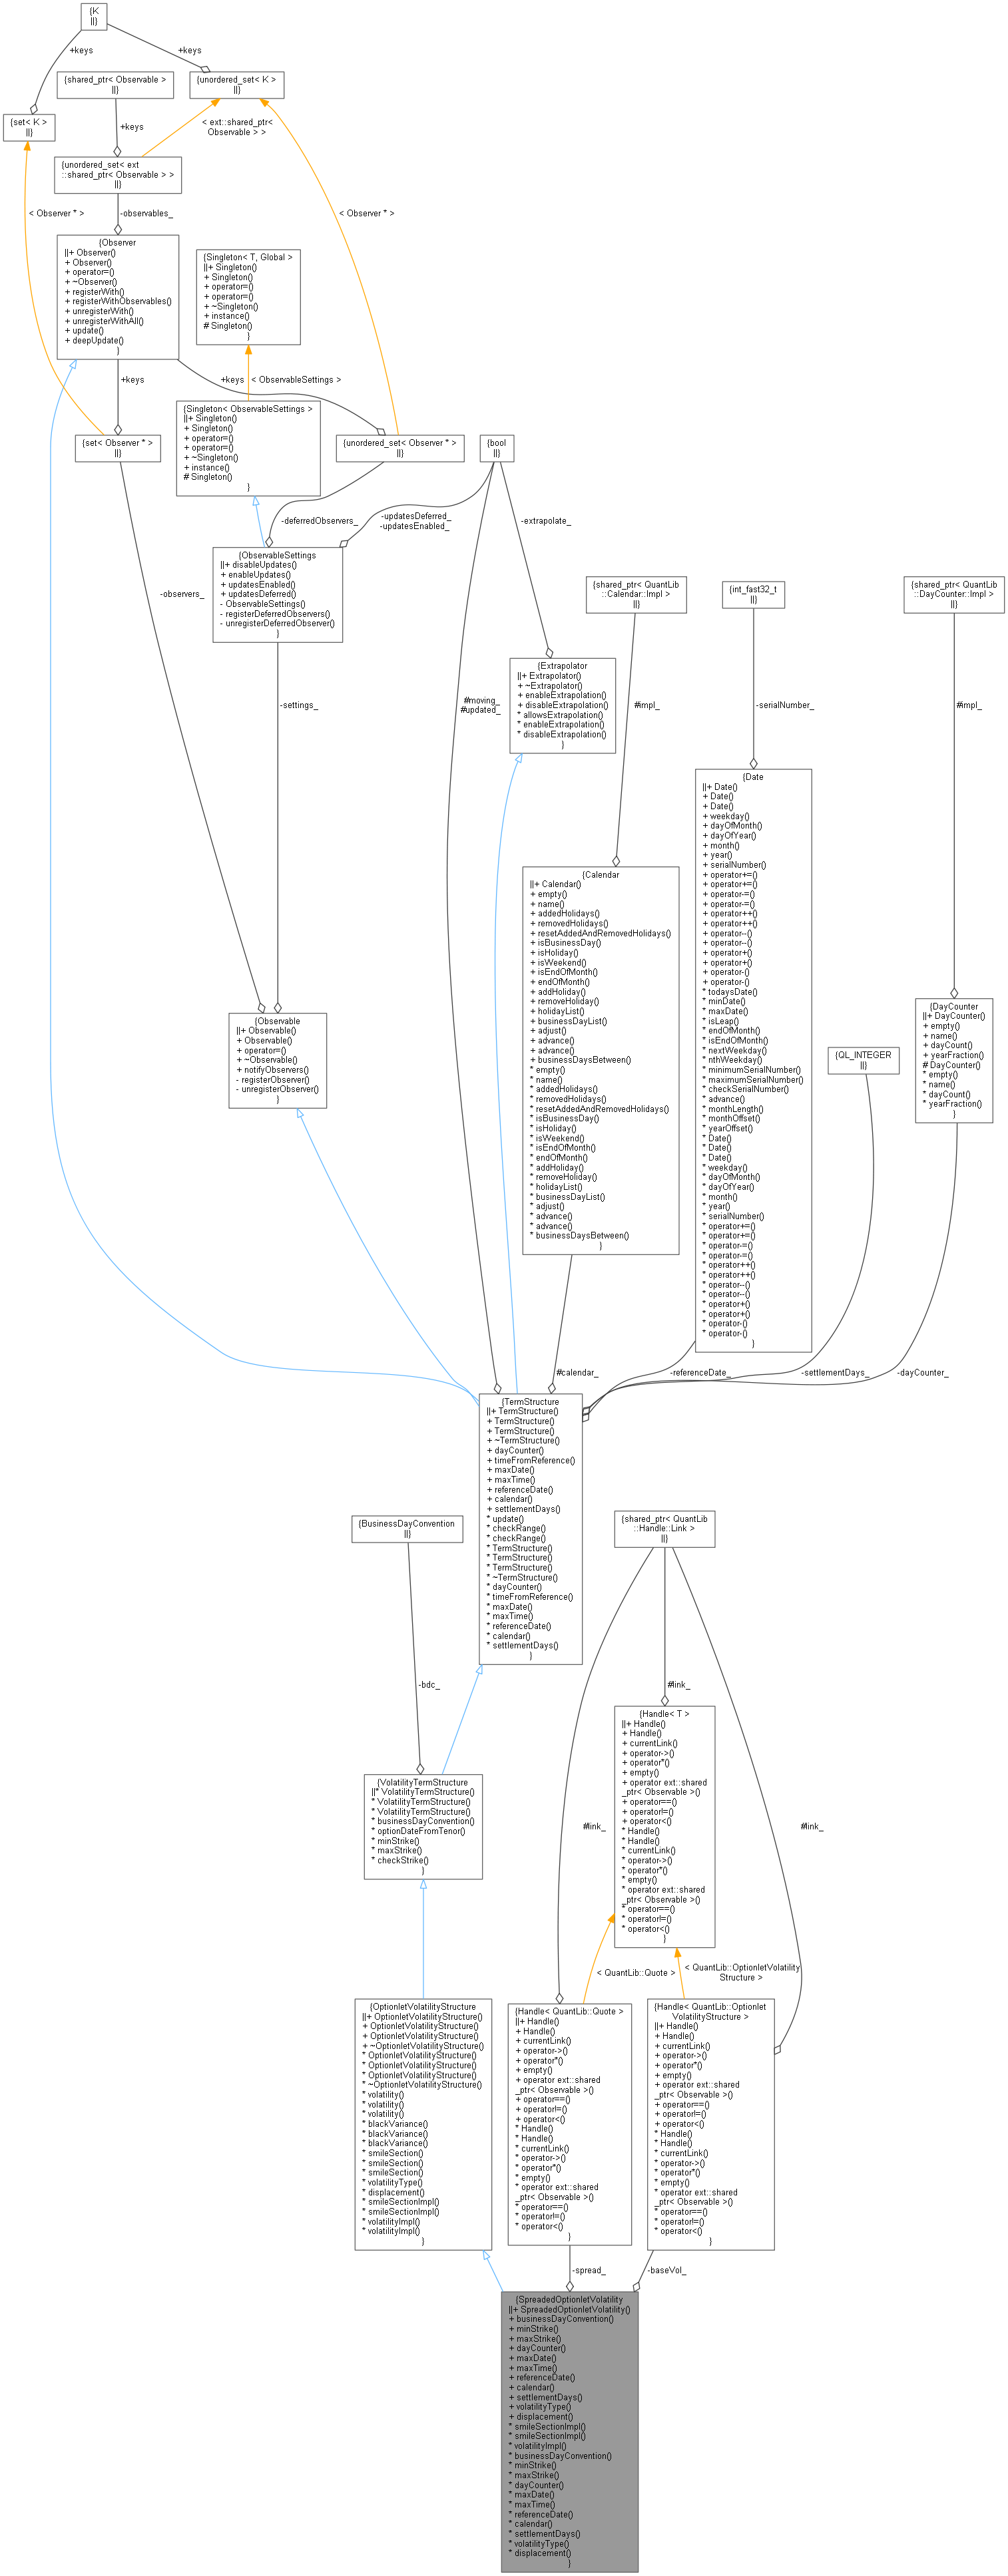 {K
||}
+keys
+keys
{shared_ptr< Observable >
||}
{unordered_set< K >
||}
{set< K >
||}
+keys
< ext::shared_ptr<
Observable > >
{unordered_set< ext
::shared_ptr< Observable > >
||}
< Observer * >
-observables_
< Observer * >
{Observer
||+ Observer()
+ Observer()
+ operator=()
+ ~Observer()
+ registerWith()
+ registerWithObservables()
+ unregisterWith()
+ unregisterWithAll()
+ update()
+ deepUpdate()
}
{Singleton< T, Global >
||+ Singleton()
+ Singleton()
+ operator=()
+ operator=()
+ ~Singleton()
+ instance()
# Singleton()
}
+keys
< ObservableSettings >
+keys
{Singleton< ObservableSettings >
||+ Singleton()
+ Singleton()
+ operator=()
+ operator=()
+ ~Singleton()
+ instance()
# Singleton()
}
{set< Observer * >
||}
{unordered_set< Observer * >
||}
{bool
||}
-deferredObservers_
-updatesDeferred_
-updatesEnabled_
-extrapolate_
{ObservableSettings
||+ disableUpdates()
+ enableUpdates()
+ updatesEnabled()
+ updatesDeferred()
- ObservableSettings()
- registerDeferredObservers()
- unregisterDeferredObserver()
}
-observers_
{shared_ptr< QuantLib
::Calendar::Impl >
||}
{int_fast32_t
||}
{shared_ptr< QuantLib
::DayCounter::Impl >
||}
{Extrapolator
||+ Extrapolator()
+ ~Extrapolator()
+ enableExtrapolation()
+ disableExtrapolation()
* allowsExtrapolation()
* enableExtrapolation()
* disableExtrapolation()
}
-settings_
#moving_
#updated_
#impl_
-serialNumber_
#impl_
{Date
||+ Date()
+ Date()
+ Date()
+ weekday()
+ dayOfMonth()
+ dayOfYear()
+ month()
+ year()
+ serialNumber()
+ operator+=()
+ operator+=()
+ operator-=()
+ operator-=()
+ operator++()
+ operator++()
+ operator--()
+ operator--()
+ operator+()
+ operator+()
+ operator-()
+ operator-()
* todaysDate()
* minDate()
* maxDate()
* isLeap()
* endOfMonth()
* isEndOfMonth()
* nextWeekday()
* nthWeekday()
* minimumSerialNumber()
* maximumSerialNumber()
* checkSerialNumber()
* advance()
* monthLength()
* monthOffset()
* yearOffset()
* Date()
* Date()
* Date()
* weekday()
* dayOfMonth()
* dayOfYear()
* month()
* year()
* serialNumber()
* operator+=()
* operator+=()
* operator-=()
* operator-=()
* operator++()
* operator++()
* operator--()
* operator--()
* operator+()
* operator+()
* operator-()
* operator-()
}
{Calendar
||+ Calendar()
+ empty()
+ name()
+ addedHolidays()
+ removedHolidays()
+ resetAddedAndRemovedHolidays()
+ isBusinessDay()
+ isHoliday()
+ isWeekend()
+ isEndOfMonth()
+ endOfMonth()
+ addHoliday()
+ removeHoliday()
+ holidayList()
+ businessDayList()
+ adjust()
+ advance()
+ advance()
+ businessDaysBetween()
* empty()
* name()
* addedHolidays()
* removedHolidays()
* resetAddedAndRemovedHolidays()
* isBusinessDay()
* isHoliday()
* isWeekend()
* isEndOfMonth()
* endOfMonth()
* addHoliday()
* removeHoliday()
* holidayList()
* businessDayList()
* adjust()
* advance()
* advance()
* businessDaysBetween()
}
{DayCounter
||+ DayCounter()
+ empty()
+ name()
+ dayCount()
+ yearFraction()
# DayCounter()
* empty()
* name()
* dayCount()
* yearFraction()
}
{Observable
||+ Observable()
+ Observable()
+ operator=()
+ ~Observable()
+ notifyObservers()
- registerObserver()
- unregisterObserver()
}
{QL_INTEGER
||}
#calendar_
-referenceDate_
-settlementDays_
-dayCounter_
{TermStructure
||+ TermStructure()
+ TermStructure()
+ TermStructure()
+ ~TermStructure()
+ dayCounter()
+ timeFromReference()
+ maxDate()
+ maxTime()
+ referenceDate()
+ calendar()
+ settlementDays()
* update()
* checkRange()
* checkRange()
* TermStructure()
* TermStructure()
* TermStructure()
* ~TermStructure()
* dayCounter()
* timeFromReference()
* maxDate()
* maxTime()
* referenceDate()
* calendar()
* settlementDays()
}
{BusinessDayConvention
||}
{shared_ptr< QuantLib
::Handle::Link >
||}
-bdc_
#link_
{Handle< T >
||+ Handle()
+ Handle()
+ currentLink()
+ operator->()
+ operator*()
+ empty()
+ operator ext::shared
_ptr< Observable >()
+ operator==()
+ operator!=()
+ operator<()
* Handle()
* Handle()
* currentLink()
* operator->()
* operator*()
* empty()
* operator ext::shared
_ptr< Observable >()
* operator==()
* operator!=()
* operator<()
}
{VolatilityTermStructure
||* VolatilityTermStructure()
* VolatilityTermStructure()
* VolatilityTermStructure()
* businessDayConvention()
* optionDateFromTenor()
* minStrike()
* maxStrike()
* checkStrike()
}
#link_
#link_
< QuantLib::Quote >
< QuantLib::OptionletVolatility
Structure >
{OptionletVolatilityStructure
||+ OptionletVolatilityStructure()
+ OptionletVolatilityStructure()
+ OptionletVolatilityStructure()
+ ~OptionletVolatilityStructure()
* OptionletVolatilityStructure()
* OptionletVolatilityStructure()
* OptionletVolatilityStructure()
* ~OptionletVolatilityStructure()
* volatility()
* volatility()
* volatility()
* blackVariance()
* blackVariance()
* blackVariance()
* smileSection()
* smileSection()
* smileSection()
* volatilityType()
* displacement()
* smileSectionImpl()
* smileSectionImpl()
* volatilityImpl()
* volatilityImpl()
}
{Handle< QuantLib::Quote >
||+ Handle()
+ Handle()
+ currentLink()
+ operator->()
+ operator*()
+ empty()
+ operator ext::shared
_ptr< Observable >()
+ operator==()
+ operator!=()
+ operator<()
* Handle()
* Handle()
* currentLink()
* operator->()
* operator*()
* empty()
* operator ext::shared
_ptr< Observable >()
* operator==()
* operator!=()
* operator<()
}
{Handle< QuantLib::Optionlet
VolatilityStructure >
||+ Handle()
+ Handle()
+ currentLink()
+ operator->()
+ operator*()
+ empty()
+ operator ext::shared
_ptr< Observable >()
+ operator==()
+ operator!=()
+ operator<()
* Handle()
* Handle()
* currentLink()
* operator->()
* operator*()
* empty()
* operator ext::shared
_ptr< Observable >()
* operator==()
* operator!=()
* operator<()
}
-spread_
-baseVol_
{SpreadedOptionletVolatility
||+ SpreadedOptionletVolatility()
+ businessDayConvention()
+ minStrike()
+ maxStrike()
+ dayCounter()
+ maxDate()
+ maxTime()
+ referenceDate()
+ calendar()
+ settlementDays()
+ volatilityType()
+ displacement()
* smileSectionImpl()
* smileSectionImpl()
* volatilityImpl()
* businessDayConvention()
* minStrike()
* maxStrike()
* dayCounter()
* maxDate()
* maxTime()
* referenceDate()
* calendar()
* settlementDays()
* volatilityType()
* displacement()
}